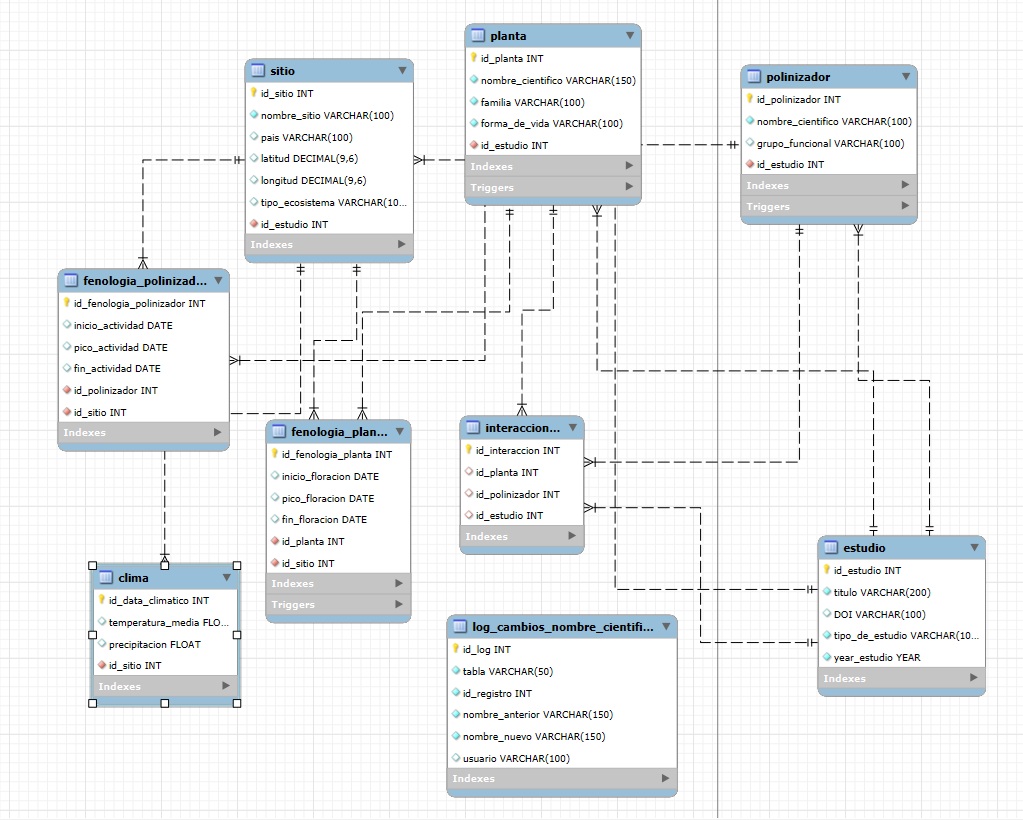 planta
id_planta INT
nombre_cientifico VARCHAR(150)
familia VARCHAR(100)
forma_de_vida VARCHAR(100)
id_estudio INT
Indexes
Triggers
sitio
id_sitio INT
nombre_sitio VARCHAR(100)
pais VARCHAR(100)
latitud DECIMAL(9,6)
longitud DECIMAL(9,6)
tipo_ecosistema VARCHAR(10...
id_estudio INT
Indexes
polinizador
id_polinizador INT
nombre_cientifico VARCHAR(100)
grupo_funcional VARCHAR(100)
id_estudio INT
Indexes
Triggers
fenologia_polinizad...
id_fenologia_polinizador INT
inicio_actividad DATE
pico_actividad DATE
fin_actividad DATE
id_polinizador INT
id_sitio INT
Indexes
fenologia_plan...
id_fenologia_planta INT
inicio_floracion DATE
pico_floracion DATE
fin_floracion DATE
id_planta INT
id_sitio INT
Indexes
Triggers
interaccion...
id_interaccion INT
id_planta INT
id_polinizador INT
id_estudio INT
Indexes
estudio
id_estudio INT
titulo VARCHAR(200)
DOI VARCHAR(100)
tipo_de_estudio VARCHAR(10...
year_estudio YEAR
Indexes
clima
id_data_climatico INT
temperatura_media FLO...
precipitacion FLOAT
id_sitio INT
Indexes
log_cambios_nombre_cientifi...
id_log INT
tabla VARCHAR(50)
id_registro INT
nombre_anterior VARCHAR(150)
nombre_nuevo VARCHAR(150)
usuario VARCHAR(100)
Indexes